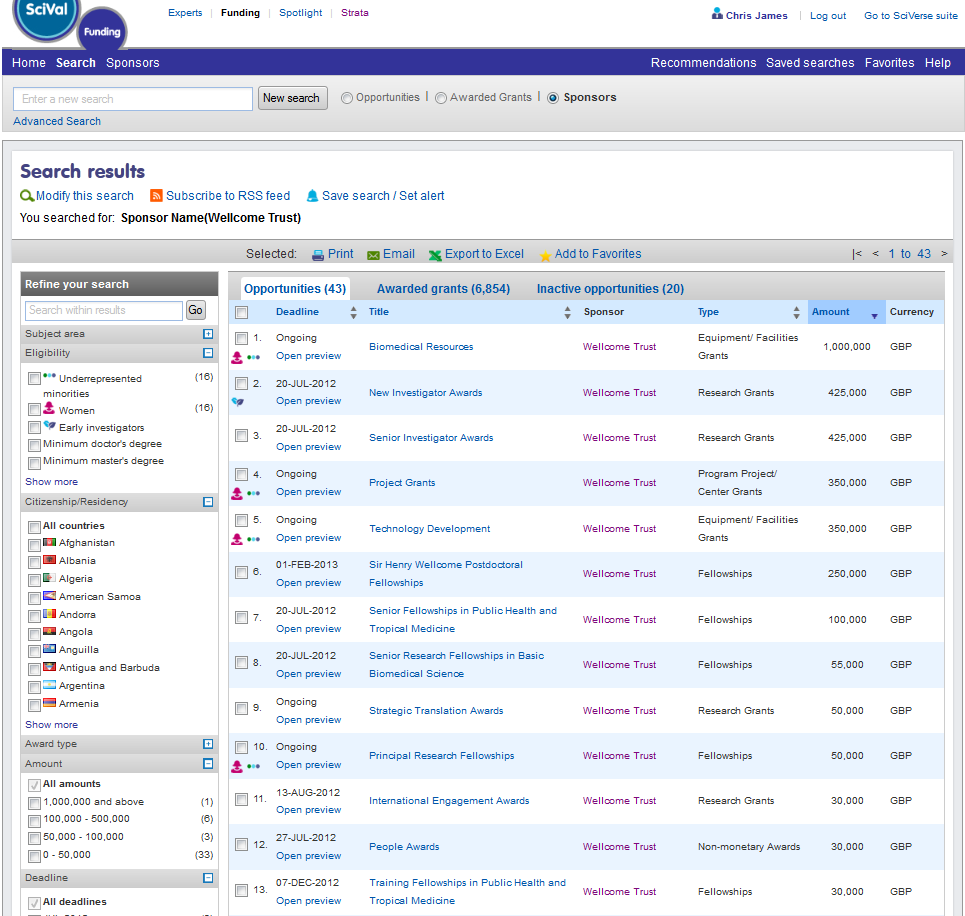 SciVal
Funding
Experts | Funding | Spotlight | Strata
Chris James | Log out Go to SciVerse suite
Home Search Sponsors
Recommendations Saved searches Favorites Help
Enter a new search New search Opportunities | Awarded Grants | Sponsors
Advanced Search
Search results
Modify this search Subscribe to RSS feed Save search / Set alert
You searched for: Sponsor Name(Wellcome Trust)
Selected: Print Email Export to Excel Add to Favorites |< < 1 to 43 >
Refine your search
Search within results Go
Subject area
Eligibility
Underrepresented (16)
minorities
Women (16)
Early investigators
Minimum doctor's degree
Minimum master's degree
Show more
Citizenship/Residency
All countries
Afghanistan
Albania
Algeria
American Samoa
Andorra
Angola
Anguilla
Antigua and Barbuda
Argentina
Armenia
Show more
Award type
Amount
All amounts
1,000,000 and above (1)
100,000 - 500,000 (6)
50,000 - 100,000 (3)
0 - 50,000 (33)
Deadline
All deadlines
Opportunities (43) Awarded grants (6,854) Inactive opportunities (20)
Deadline Title Sponsor Type Amount Currency
1. Ongoing Biomedical Resources Wellcome Trust Equipment/ Facilities 1,000,000 GBP
Open preview Grants
2. 20-JUL-2012 New Investigator Awards Wellcome Trust Research Grants 425,000 GBP
Open preview
3. 20-JUL-2012 Senior Investigator Awards Wellcome Trust Research Grants 425,000 GBP
Open preview
4. Ongoing Project Grants Wellcome Trust Program Project/ 350,000 GBP
Open preview Center Grants
5. Ongoing Technology Development Wellcome Trust Equipment/ Facilities 350,000 GBP
Open preview Grants
6. 01-FEB-2013 Sir Henry Wellcome Postdoctoral Wellcome Trust Fellowships 250,000 GBP
Open preview Fellowships
7. 20-JUL-2012 Senior Fellowships in Public Health and Wellcome Trust Fellowships 100,000 GBP
Open preview Tropical Medicine
8. 20-JUL-2012 Senior Research Fellowships in Basic Wellcome Trust Fellowships 55,000 GBP
Open preview Biomedical Science
9. Ongoing Strategic Translation Awards Wellcome Trust Research Grants 50,000 GBP
Open preview
10. Ongoing Principal Research Fellowships Wellcome Trust Fellowships 50,000 GBP
Open preview
11. 13-AUG-2012 International Engagement Awards Wellcome Trust Research Grants 30,000 GBP
Open preview
12. 27-JUL-2012 People Awards Wellcome Trust Non-monetary Awards 30,000 GBP
Open preview
13. 07-DEC-2012 Training Fellowships in Public Health and Wellcome Trust Fellowships 30,000 GBP
Open preview Tropical Medicine